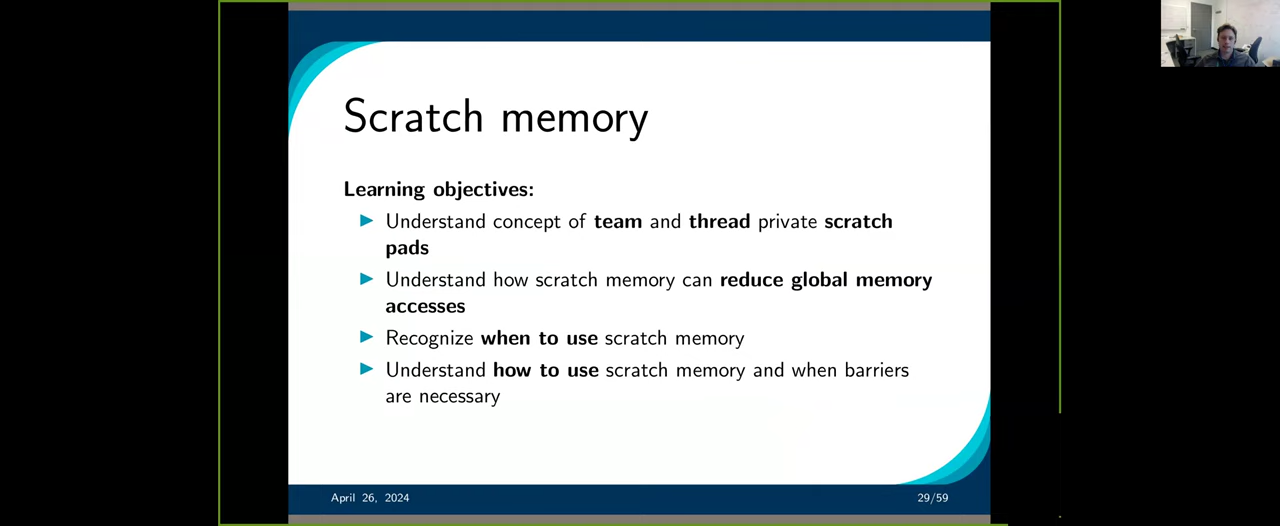 Scratch memory
Learning objectives:
Understand concept of team and thread private scratch
pads
Understand how scratch memory can reduce global memory
accesses
Recognize when to use scratch memory
Understand how to use scratch memory and when barriers
are necessary
April 26, 2024
29/59